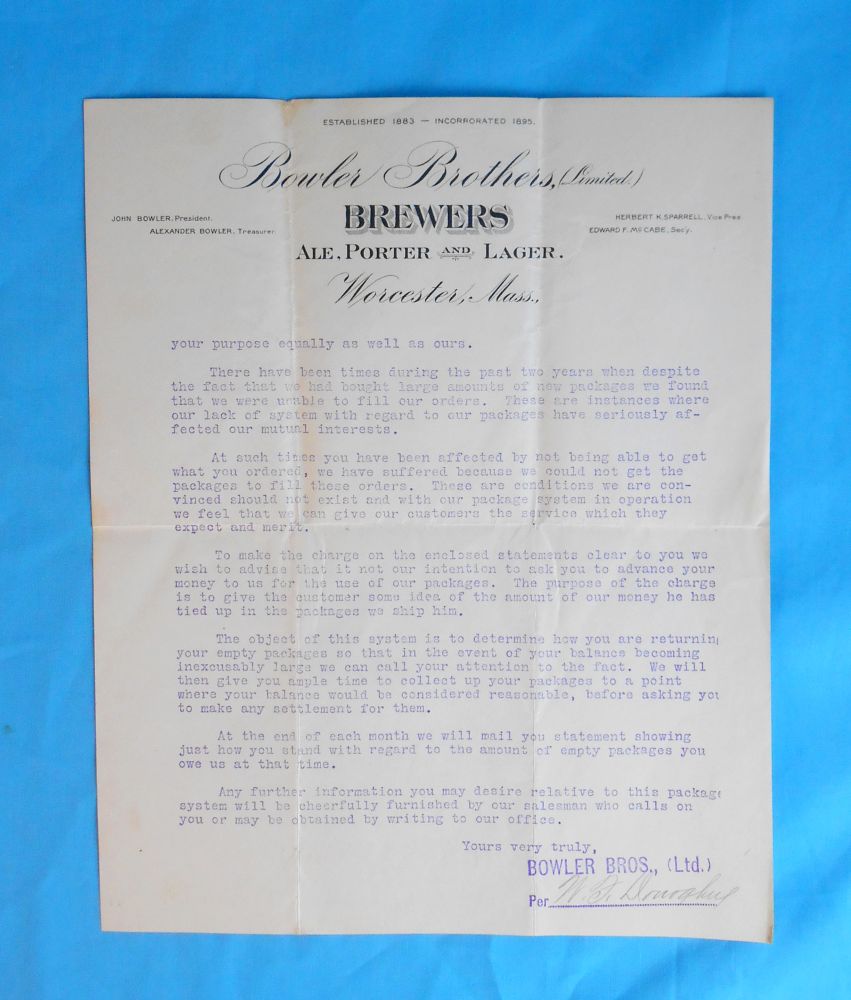 ESTABLISHED 1883 — INCORPORATED 1895.
Bowler Brothers, (Limited.)
BREWERS
JOHN BOWLER, President.
ALEXANDER BOWLER, Treasurer.
HERBERT K. SPARRELL, Vice Pres.
EDWARD F. McCABE, Sec'y.
ALE, PORTER AND LAGER.
Worcester, Mass.,
your purpose equally as well as ours.
There have been times during the past two years when despite
the fact that we had bought large amounts of new packages we found
that we were unable to fill our orders. These are instances where
our lack of system with regard to our packages have seriously af-
fected our mutual interests.
At such times you have been affected by not being able to get
what you ordered, we have suffered because we could not get the
packages to fill these orders. These are conditions we are con-
vinced should not exist and with our package system in operation
we feel that we can give our customers the service which they
expect and merit.
To make the charge on the enclosed statements clear to you we
wish to advise that it not our intention to ask you to advance your
money to us for the use of our packages. The purpose of the charge
is to give the customer some idea of the amount of our money he has
tied up in the packages we ship him.
The object of this system is to determine how you are returning
your empty packages so that in the event of your balance becoming
inexcusably large we can call your attention to the fact. We will
then give you ample time to collect up your packages to a point
where your balance would be considered reasonable, before asking you
to make any settlement for them.
At the end of each month we will mail you statement showing
just how you stand with regard to the amount of empty packages you
owe us at that time.
Any further information you may desire relative to this package
system will be cheerfully furnished by our salesman who calls on
you or may be obtained by writing to our office.
Yours very truly,
BOWLER BROS., (Ltd.)
Per W. F. Donoghue